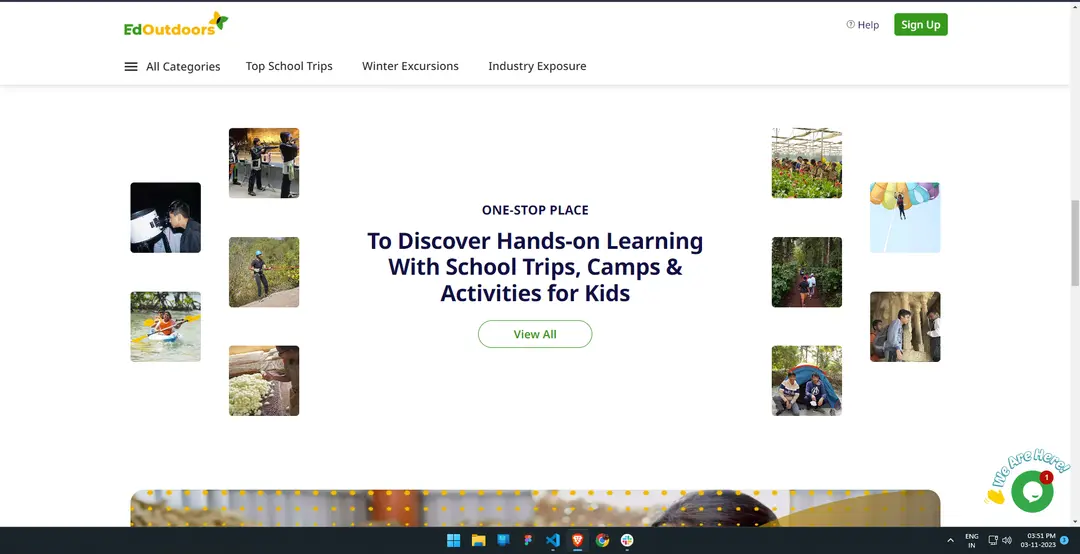 EdOutdoors
Help
Sign Up
All Categories
Top School Trips
Winter Excursions
Industry Exposure
ONE-STOP PLACE
To Discover Hands-on Learning
With School Trips, Camps &
Activities for Kids
View All
We Are Here!
1
ENG
IN
03:51 PM
03-11-2023